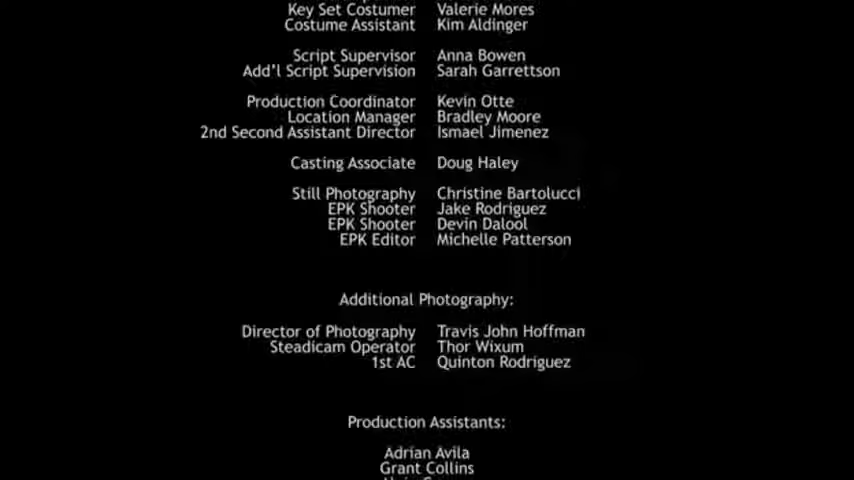 Key Set Costumer Valerie Mores
Costume Assistant Kim Aldinger
Script Supervisor Anna Bowen
Add'l Script Supervision Sarah Garrettson
Production Coordinator Kevin Otte
Location Manager Bradley Moore
2nd Second Assistant Director Ismael Jimenez
Casting Associate Doug Haley
Still Photography Christine Bartolucci
EPK Shooter Jake Rodriguez
EPK Shooter Devin Dalool
EPK Editor Michelle Patterson
Additional Photography:
Director of Photography Travis John Hoffman
Steadicam Operator Thor Wixum
1st AC Quinton Rodriguez
Production Assistants:
Adrian Avila
Grant Collins